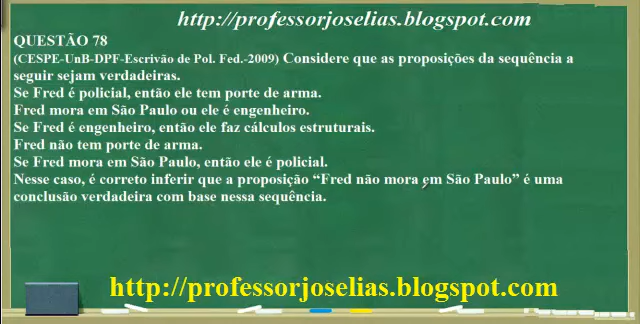 http://professorjoselias.blogspot.com
QUESTÃO 78
(CESPE-UnB-DPF-Escrivão de Pol. Fed.-2009) Considere que as proposições da sequência a
seguir sejam verdadeiras.
Se Fred é policial, então ele tem porte de arma.
Fred mora em São Paulo ou ele é engenheiro.
Se Fred é engenheiro, então ele faz cálculos estruturais.
Fred não tem porte de arma.
Se Fred mora em São Paulo, então ele é policial.
Nesse caso, é correto inferir que a proposição “Fred não mora em São Paulo” é uma
conclusão verdadeira com base nessa sequência.
http://professorjoselias.blogspot.com